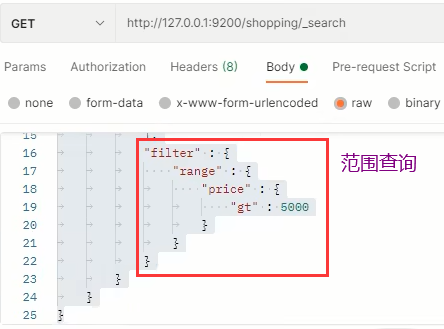 GET http://127.0.0.1:9200/shopping/_search
Params Authorization Headers (8) Body Pre-request Script
none form-data x-www-form-urlencoded raw binary
15
16 "filter" : {
17 "range" : {
18 "price" : {
19 "gt" : 5000
20 }
21 }
22 }
23 }
24 }
25 }
范围查询